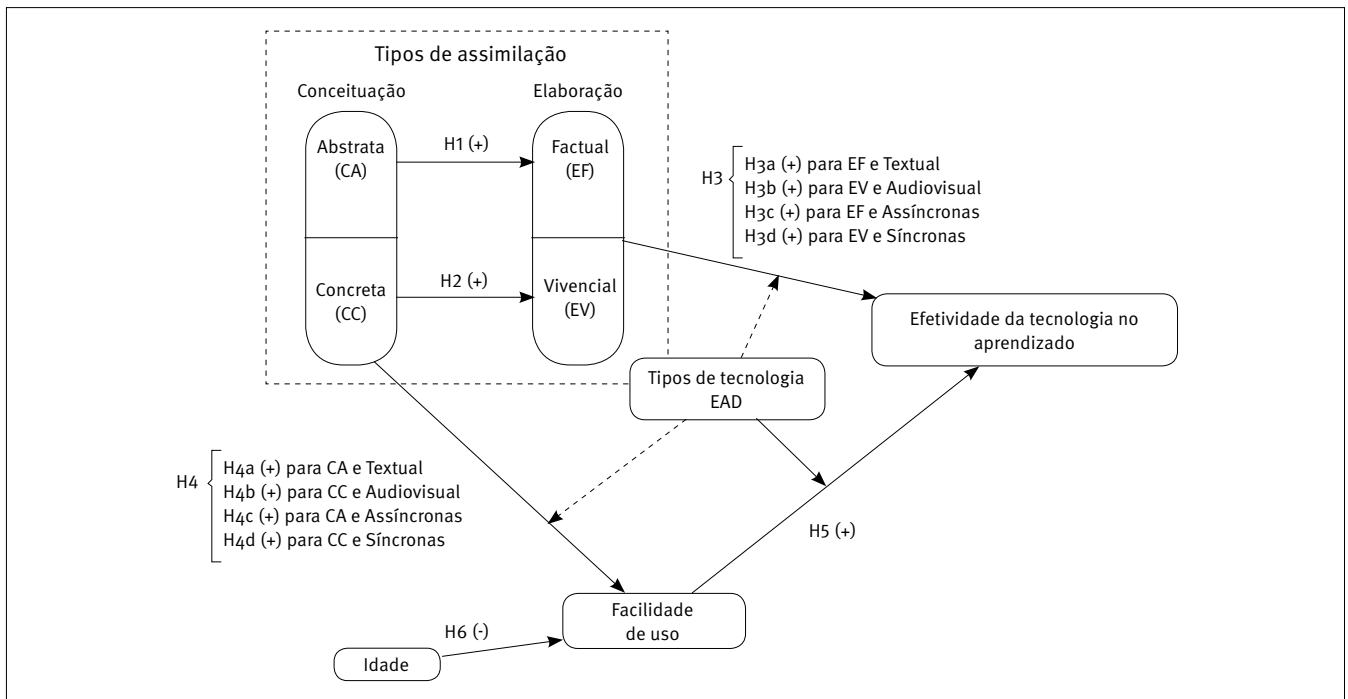 Tipos de assimilação
Conceituação
Elaboração
Abstrata
(CA)
H1 (+)
Factual
(EF)
Concreta
(CC)
H2 (+)
Vivencial
(EV)
H3
H3a (+) para EF e Textual
H3b (+) para EV e Audiovisual
H3c (+) para EF e Assíncronas
H3d (+) para EV e Síncronas
Efetividade da tecnologia no
aprendizado
Tipos de tecnologia
EAD
H4
H4a (+) para CA e Textual
H4b (+) para CC e Audiovisual
H4c (+) para CA e Assíncronas
H4d (+) para CC e Síncronas
H5 (+)
Facilidade
de uso
H6 (-)
Idade